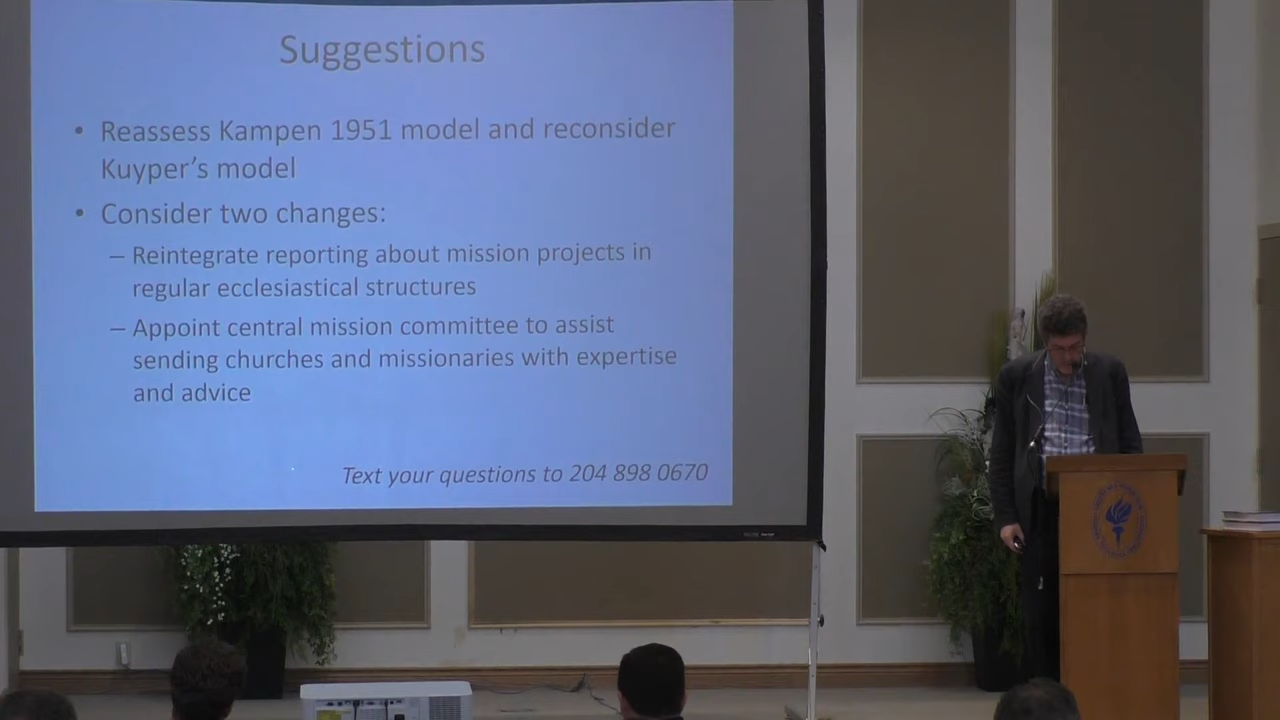 Suggestions
• Reassess Kampen 1951 model and reconsider
Kuyper's model
• Consider two changes:
– Reintegrate reporting about mission projects in
regular ecclesiastical structures
– Appoint central mission committee to assist
sending churches and missionaries with expertise
and advice
Text your questions to 204 898 0670